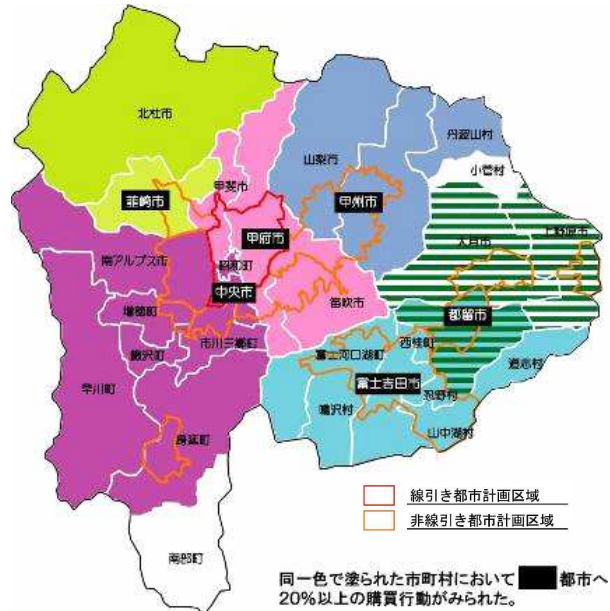 北杜市
丹波山村
山梨市
小菅村
甲斐市
韮崎市
甲州市
大月市
上野原市
甲府市
南アルプス市
昭和町
中央市
笛吹市
増穂町
都留市
市川三郷町
富士河口湖町
西桂町
鰍沢町
道志村
富士吉田市
早川町
忍野村
鳴沢村
山中湖村
身延町
線引き都市計画区域
非線引き都市計画区域
南部町
同一色で塗られた市町村において 都市へ
20%以上の購買行動がみられた。